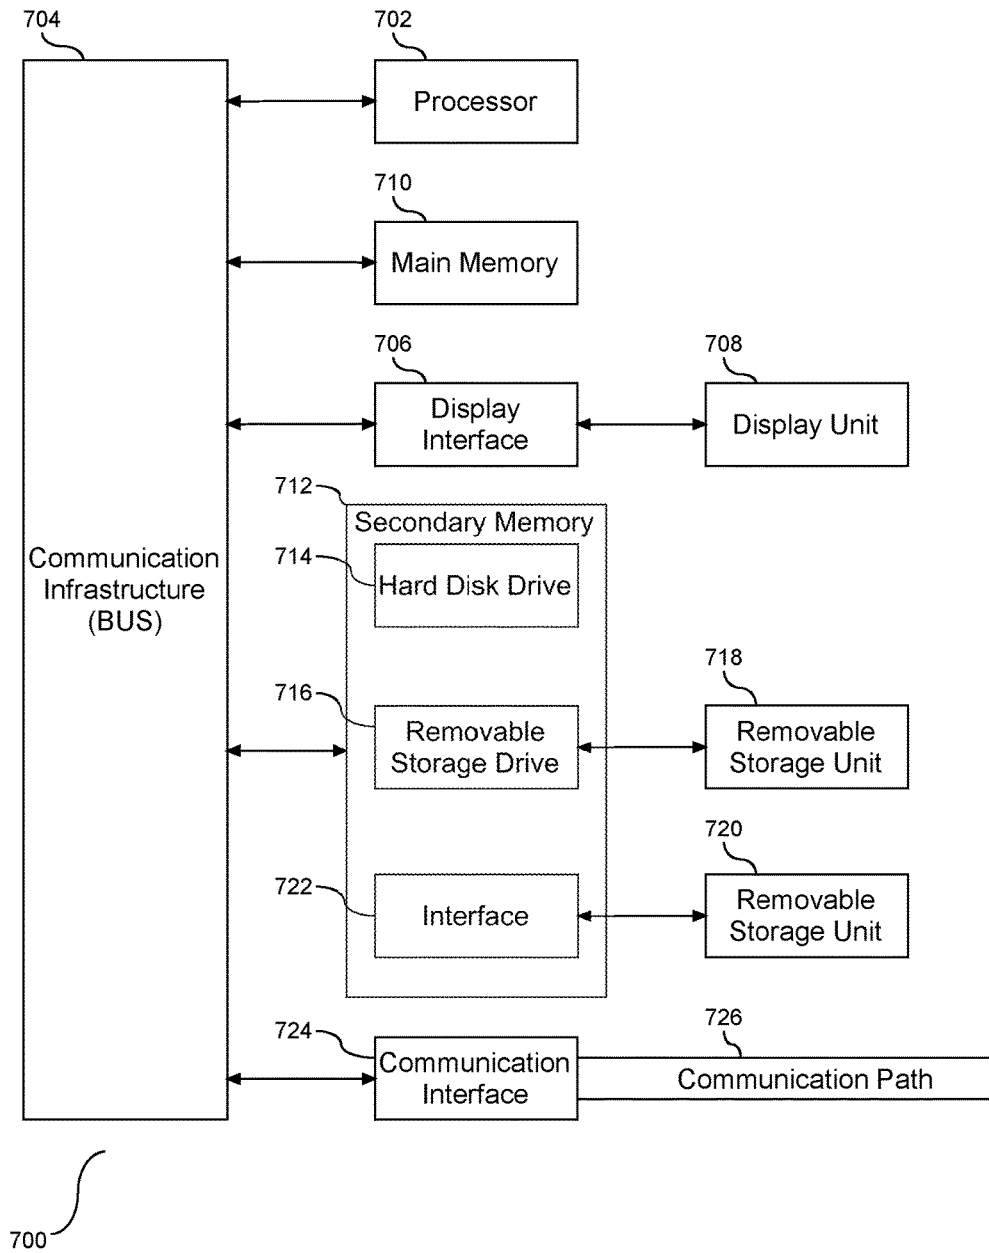 704
702
Processor
710
Main Memory
706
708
Display
Interface
Display Unit
712
Secondary Memory
714
Hard Disk Drive
Communication
Infrastructure
(BUS)
716
718
Removable
Storage Drive
Removable
Storage Unit
720
722
Interface
Removable
Storage Unit
724
726
Communication
Interface
Communication Path
700